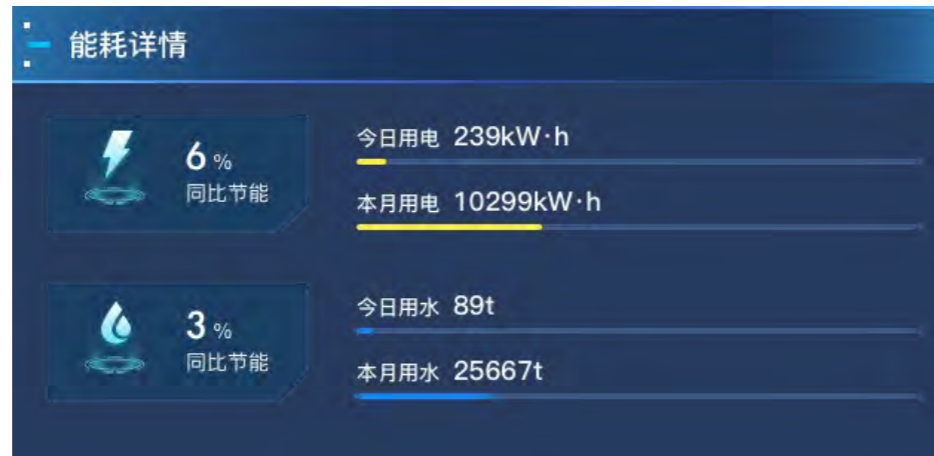 能耗详情
6 %
同比节能
今日用电 239kW·h
本月用电 10299kW·h
3 %
同比节能
今日用水 89t
本月用水 25667t